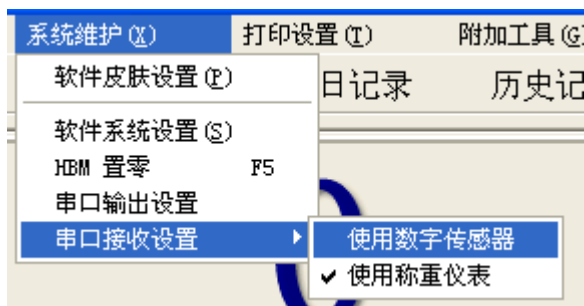 系统维护(X) 打印设置(T) 附加工具(G)
软件皮肤设置(P)
日记录 历史记
软件系统设置(S)
HBM 置零 F5
串口输出设置
串口接收设置 使用数字传感器
使用称重仪表